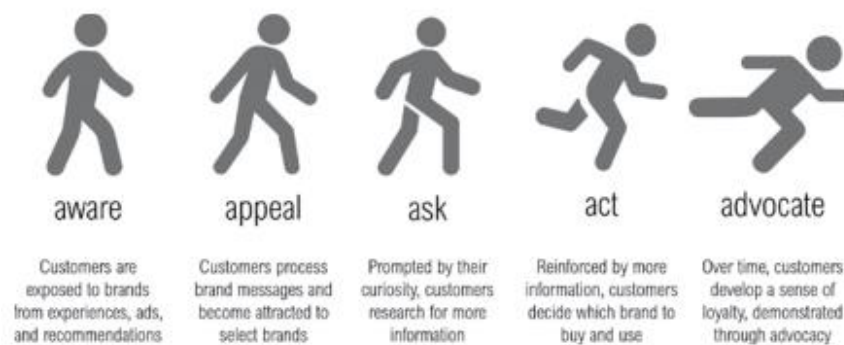 aware
appeal
ask
act
advocate
Customers are
exposed to brands
from experiences, ads,
and recommendations
Customers process
brand messages and
become attracted to
select brands
Prompted by their
curiosity, customers
research for more
information
Reinforced by more
information, customers
decide which brand to
buy and use
Over time, customers
develop a sense of
loyalty, demonstrated
through advocacy